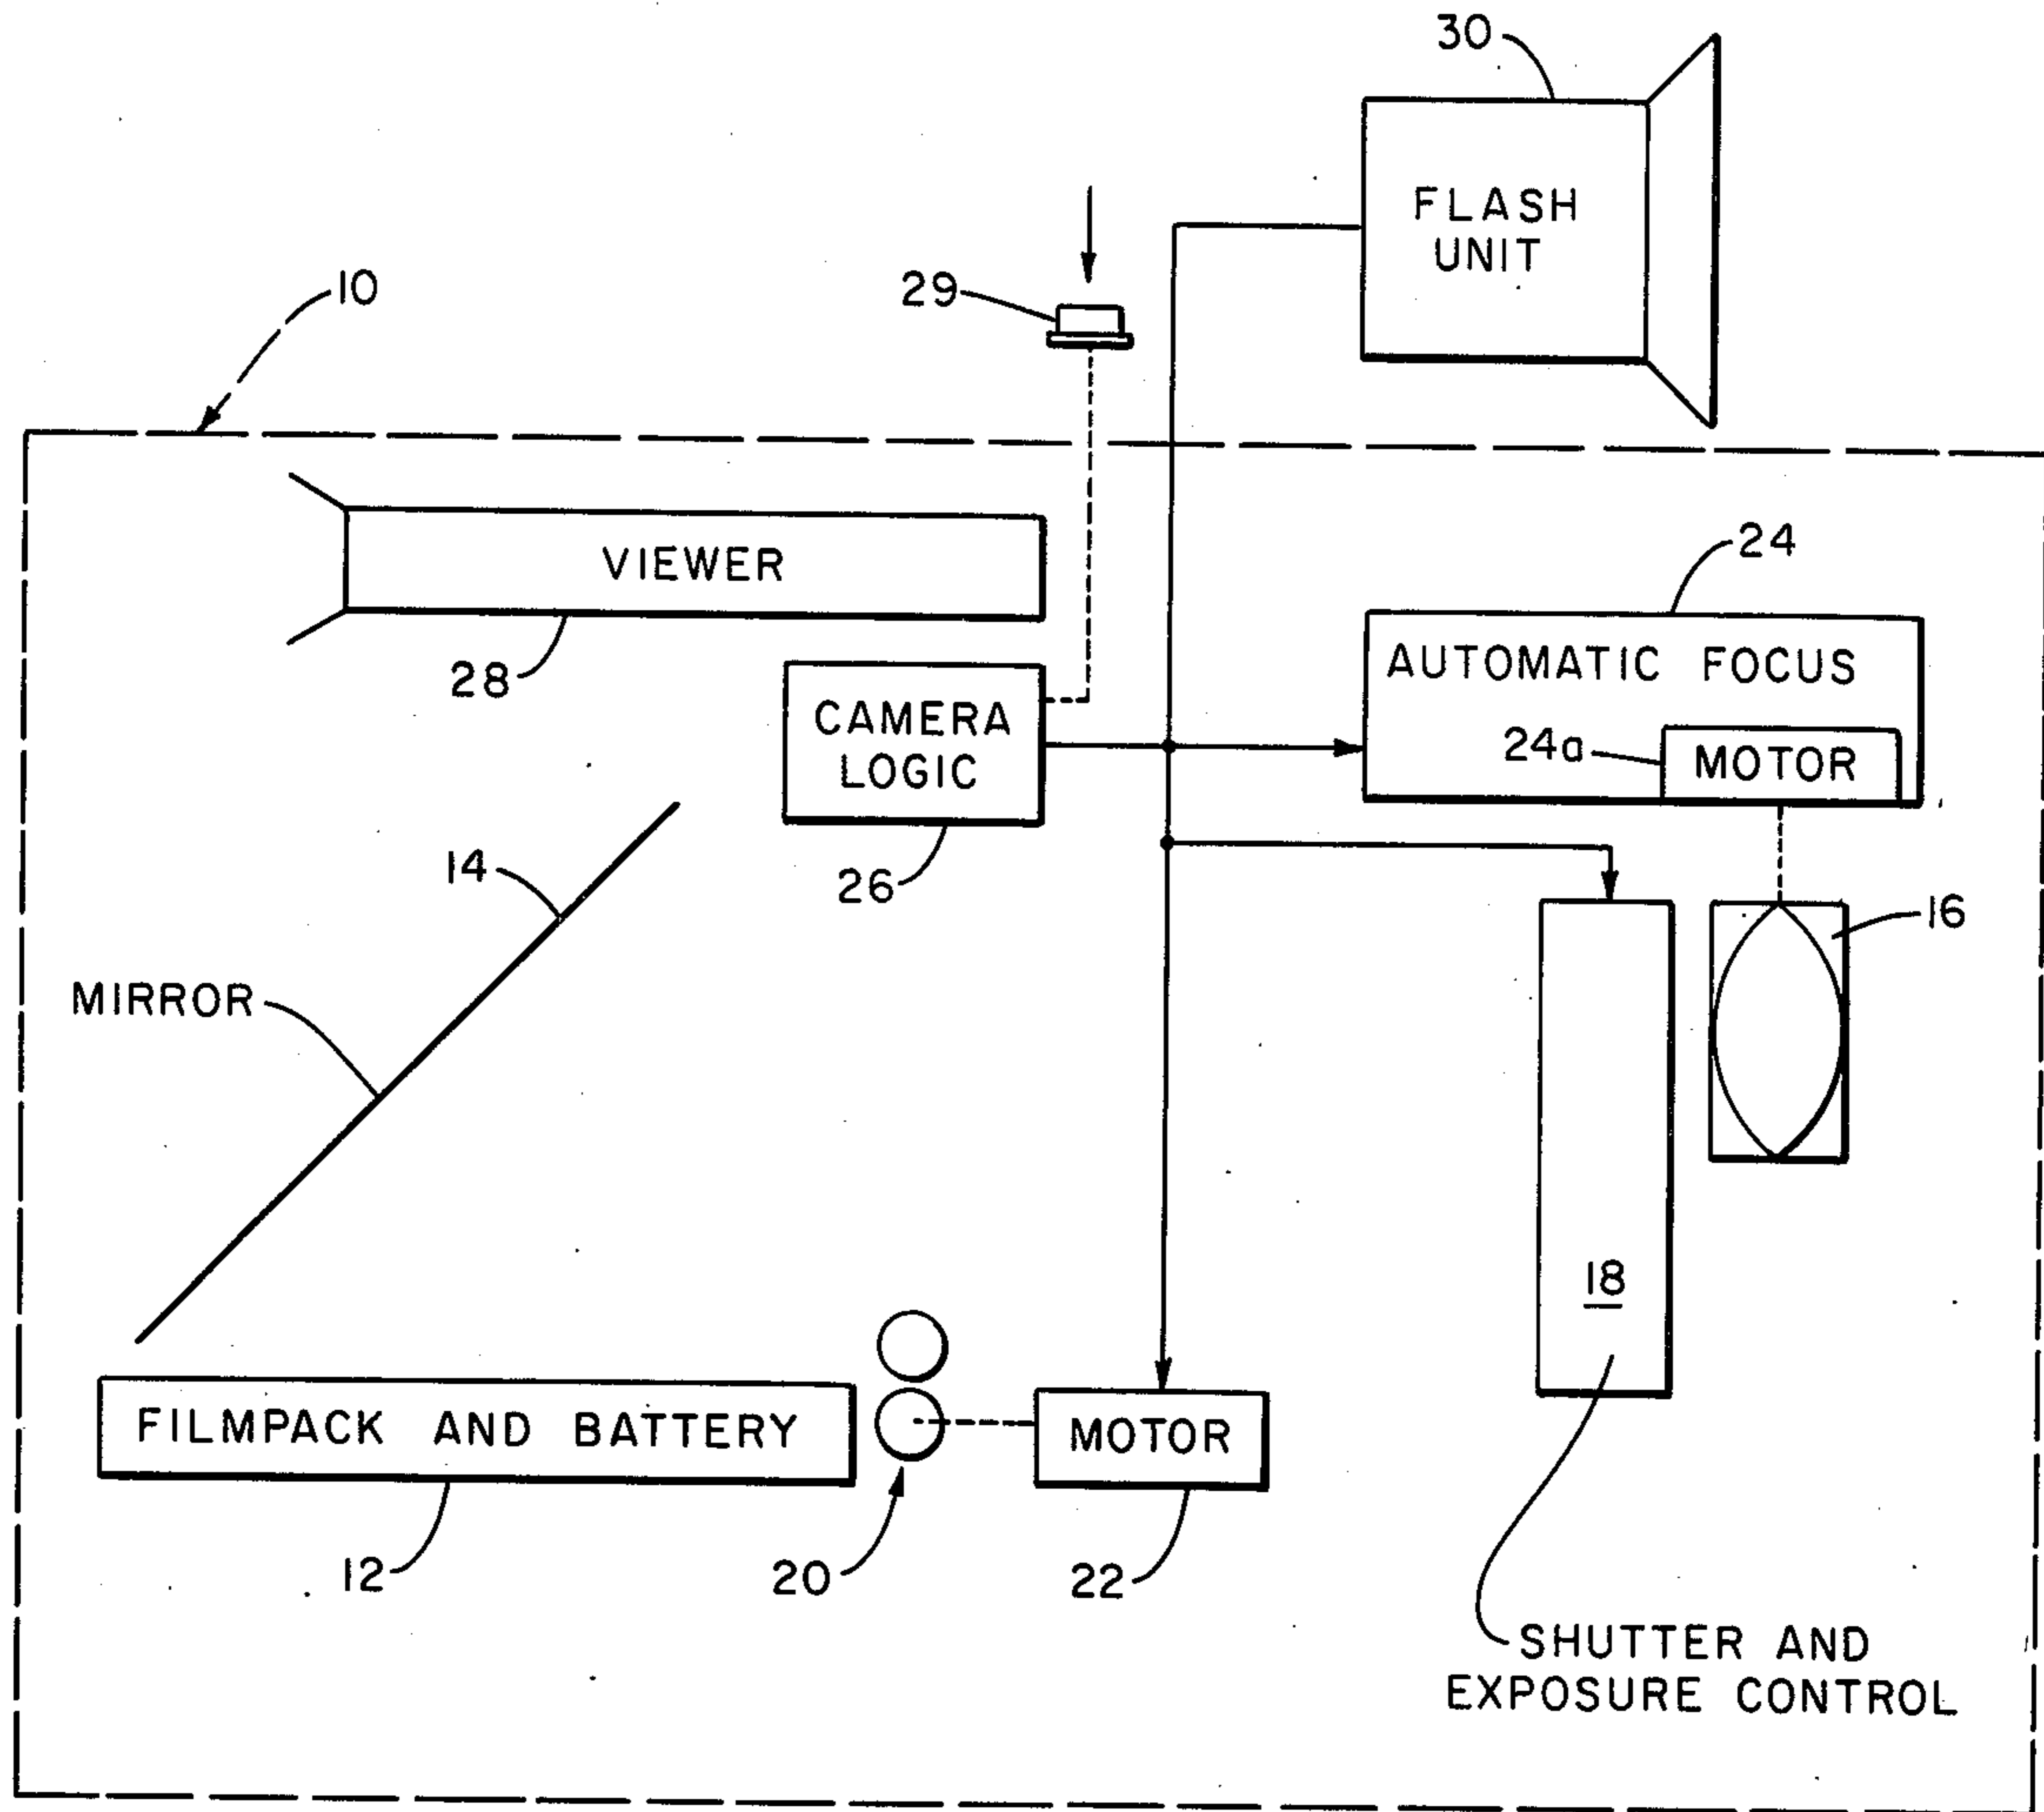 30
FLASH
UNIT
10
29
VIEWER
28
24
AUTOMATIC FOCUS
24a
MOTOR
CAMERA
LOGIC
26
14
16
MIRROR
18
FILMPACK AND BATTERY
MOTOR
12
20
22
SHUTTER AND
EXPOSURE CONTROL